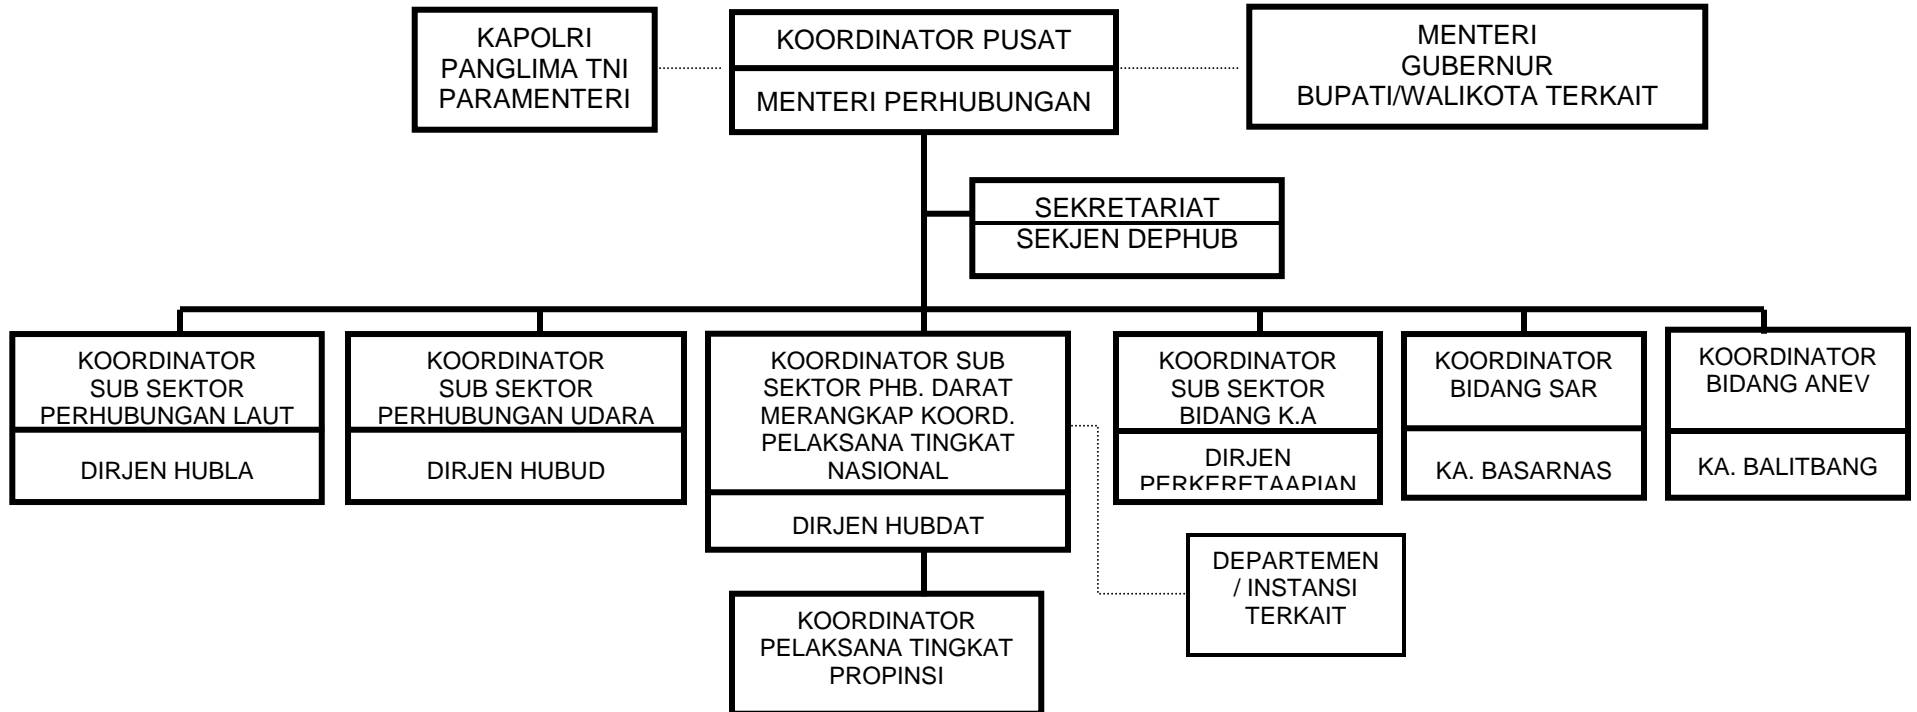 KAPOLRI
PANGLIMA TNI
PARAMENTERI
KOORDINATOR PUSAT
MENTERI PERHUBUNGAN
MENTERI
GUBERNUR
BUPATI/WALIKOTA TERKAIT
SEKRETARIAT
SEKJEN DEPHUB
KOORDINATOR
SUB SEKTOR
PERHUBUNGAN LAUT
DIRJEN HUBLA
KOORDINATOR
SUB SEKTOR
PERHUBUNGAN UDARA
DIRJEN HUBUD
KOORDINATOR SUB
SEKTOR PHB. DARAT
MERANGKAP KOORD.
PELAKSANA TINGKAT
NASIONAL
DIRJEN HUBDAT
KOORDINATOR
SUB SEKTOR
BIDANG K.A
DIRJEN
PERKERETAAPIAN
KOORDINATOR
BIDANG SAR
KA. BASARNAS
KOORDINATOR
BIDANG ANEV
KA. BALITBANG
DEPARTEMEN
/ INSTANSI
TERKAIT
KOORDINATOR
PELAKSANA TINGKAT
PROPINSI